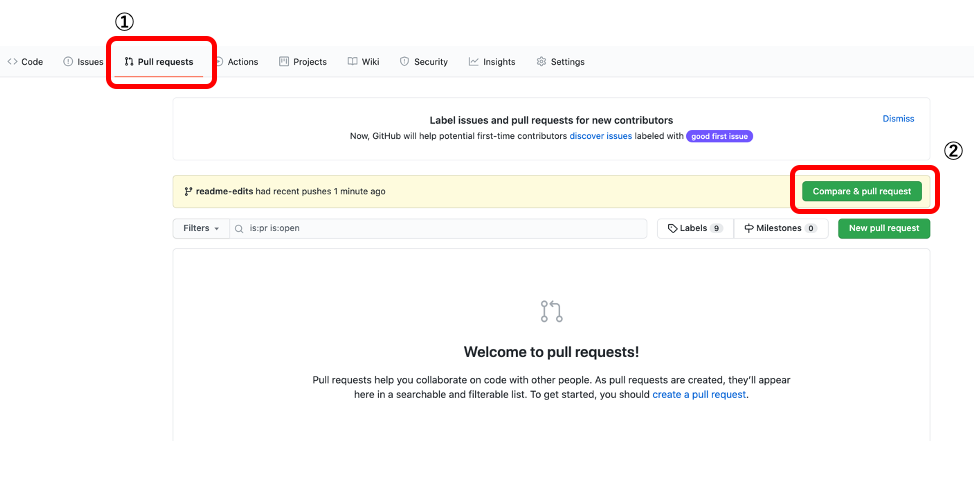 ①
Code Issues Pull requests Actions Projects Wiki Security Insights Settings
Label issues and pull requests for new contributors
Dismiss
Now, GitHub will help potential first-time contributors discover issues labeled with good first issue
②
readme-edits had recent pushes 1 minute ago
Compare & pull request
Filters
is:pr is:open
Labels 9
Milestones 0
New pull request
Welcome to pull requests!
Pull requests help you collaborate on code with other people. As pull requests are created, they'll appear
here in a searchable and filterable list. To get started, you should create a pull request.